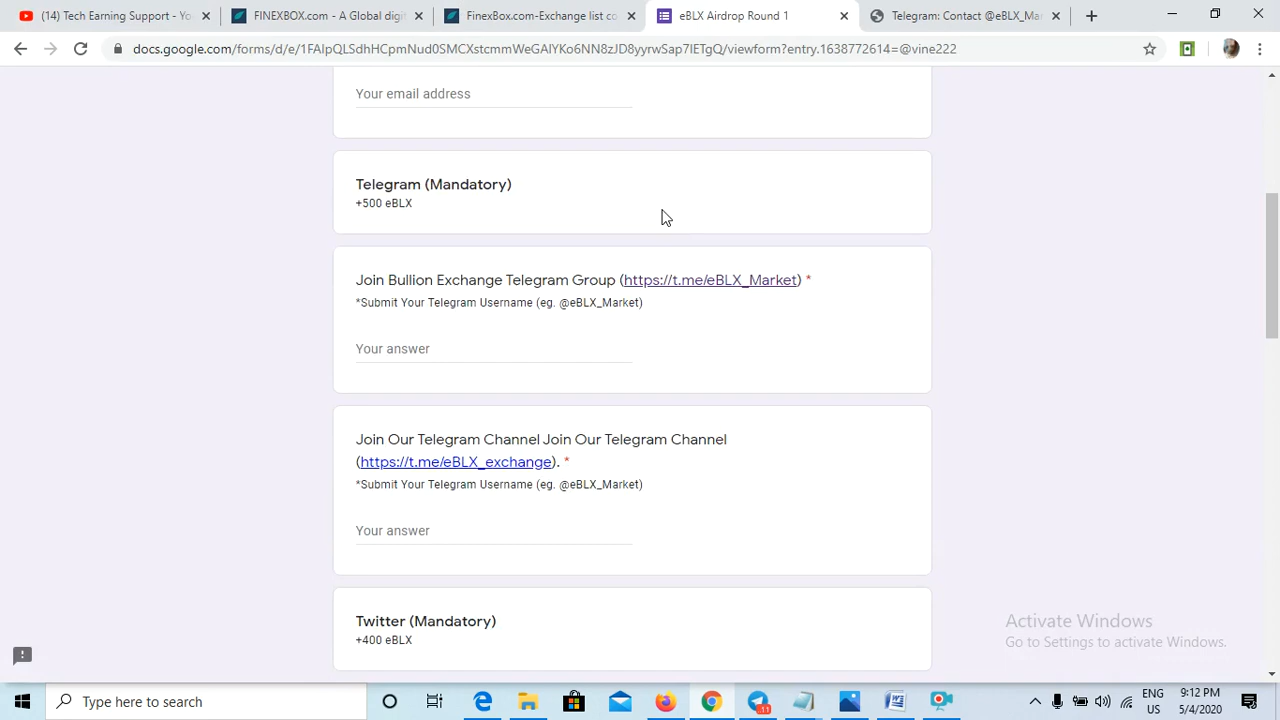 (14) Tech Earning Support - Y
FINEXBOX.com - A Global di
FinexBox.com-Exchange list co
eBLX Airdrop Round 1
Telegram: Contact @eBLX_Ma
docs.google.com/forms/d/e/1FAIpQLSdhHCpmNud0SMCXstcmmWeGAlYKo6NN8zJD8yyrwSap7IETgQ/viewform?entry.1638772614=@vine222
Your email address
Telegram (Mandatory)
+500 eBLX
Join Bullion Exchange Telegram Group (https://t.me/eBLX_Market) *
*Submit Your Telegram Username (eg. @eBLX_Market)
Your answer
Join Our Telegram Channel Join Our Telegram Channel
(https://t.me/eBLX_exchange). *
*Submit Your Telegram Username (eg. @eBLX_Market)
Your answer
Twitter (Mandatory)
+400 eBLX
Activate Windows
Go to Settings to activate Windows.
Type here to search
11
ENG
US
9:12 PM
5/4/2020